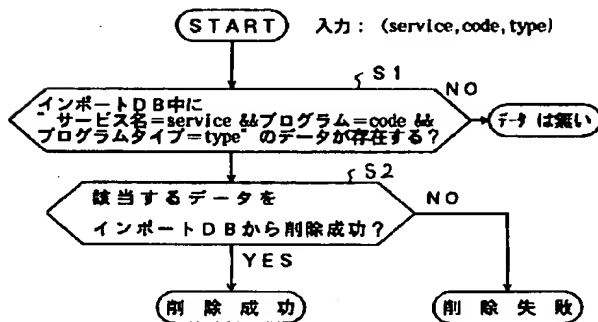 START 入力：(service,code,type)
S1
NO
インポートDB中に
"サービス名＝service &&プログラム＝code &&
プログラムタイプ＝type"のデータが存在する？
データは無い
S2
該当するデータを
NO
インポートDBから削除成功？
YES
削除成功
削除失敗